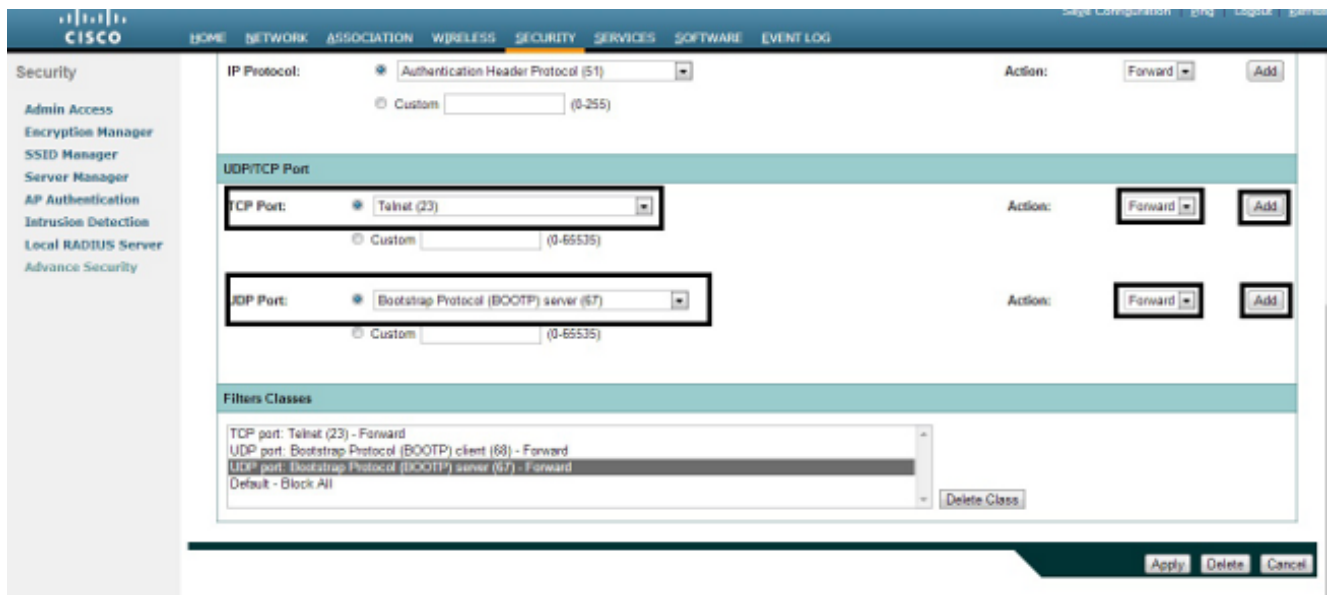 Save Configuration | Ping | Logout | Refresh
CISCO
HOME NETWORK ASSOCIATION WIRELESS SECURITY SERVICES SOFTWARE EVENT LOG
Security
Admin Access
Encryption Manager
SSID Manager
Server Manager
AP Authentication
Intrusion Detection
Local RADIUS Server
Advance Security
IP Protocol: Authentication Header Protocol (51) Action: Forward Add
Custom (0-255)
UDP/TCP Port
TCP Port: Telnet (23) Action: Forward Add
Custom (0-65535)
UDP Port: Bootstrap Protocol (BOOTP) server (67) Action: Forward Add
Custom (0-65535)
Filters Classes
TCP port: Telnet (23) - Forward
UDP port: Bootstrap Protocol (BOOTP) client (68) - Forward
UDP port: Bootstrap Protocol (BOOTP) server (67) - Forward
Default - Block All
Delete Class
Apply Delete Cancel